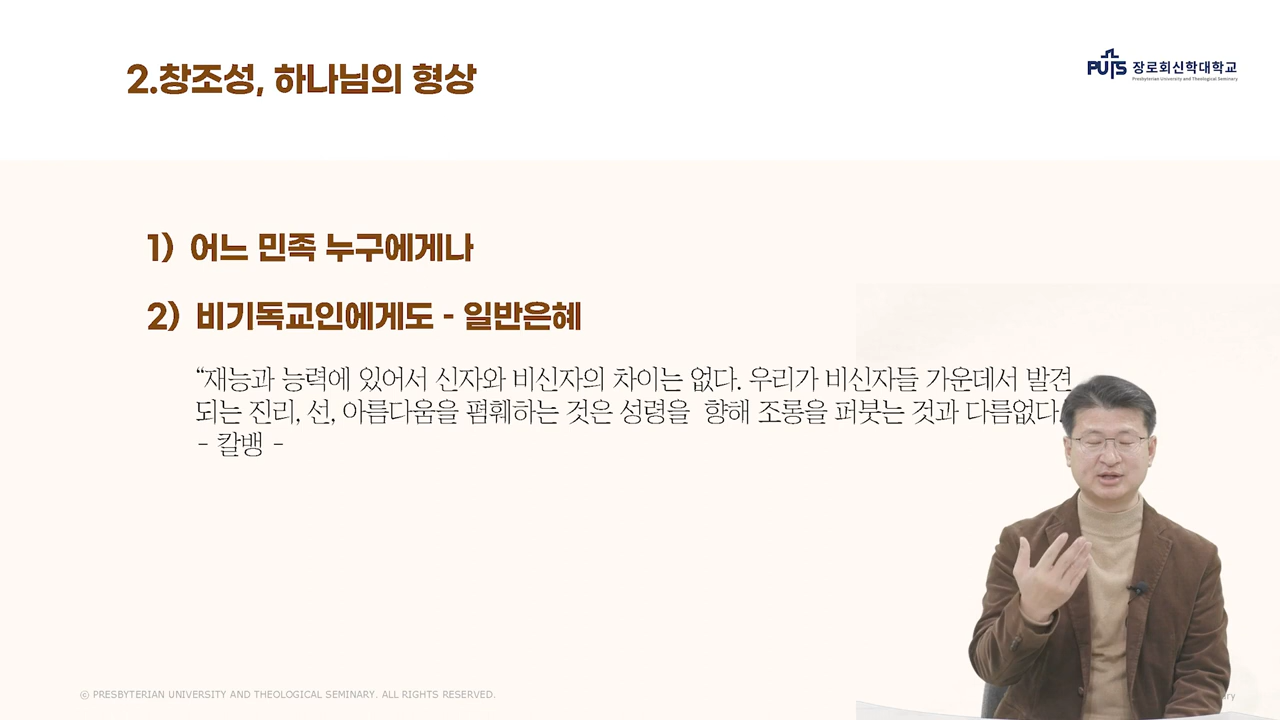 2.창조성, 하나님의 형상
PUTS 장로회신학대학교
Presbyterian University and Theological Seminary
1) 어느 민족 누구에게나
2) 비기독교인에게도 - 일반은혜
“재능과 능력에 있어서 신자와 비신자의 차이는 없다. 우리가 비신자들 가운데서 발견
되는 진리, 선, 아름다움을 폄훼하는 것은 성령을 향해 조롱을 퍼붓는 것과 다름없다.
- 칼뱅 -
© PRESBYTERIAN UNIVERSITY AND THEOLOGICAL SEMINARY. ALL RIGHTS RESERVED.